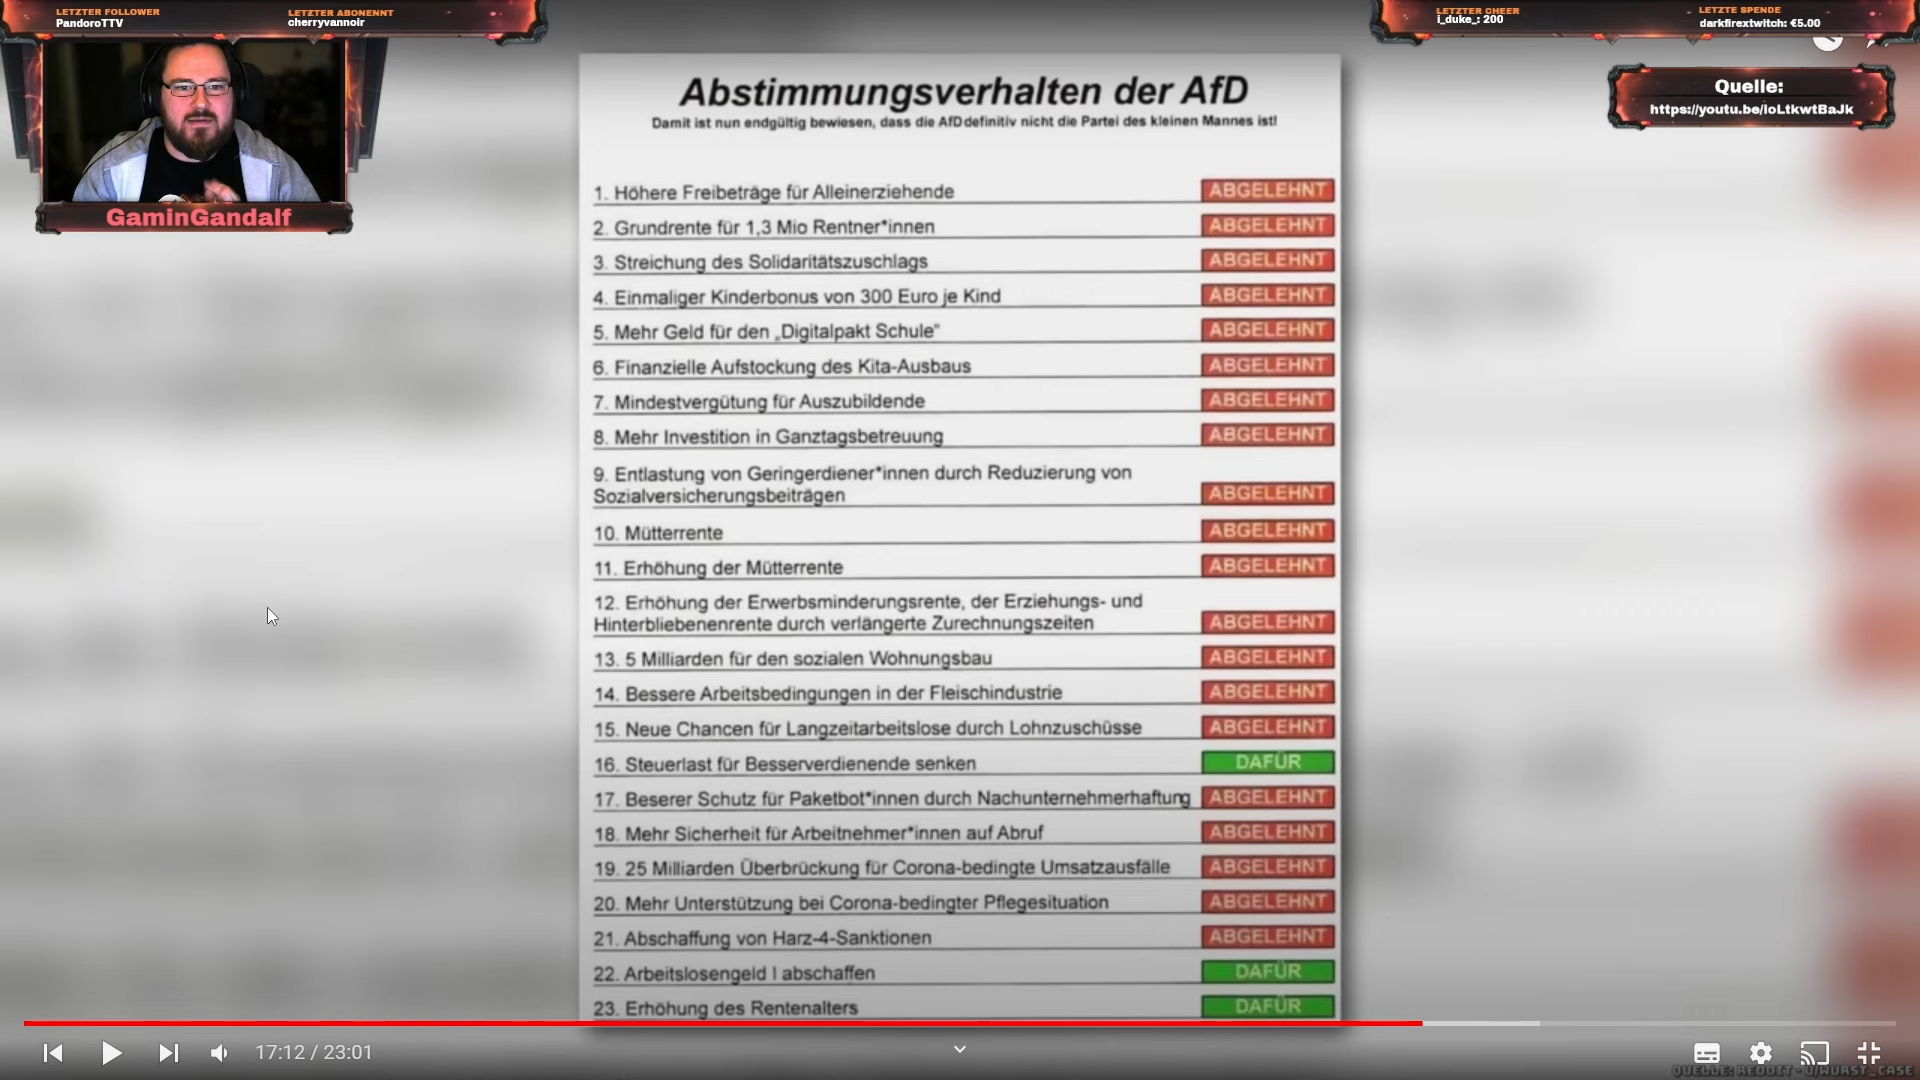 LETZTER FOLLOWER
PandoroTTV
LETZTER ABONENNT
cherryvannoir
LETZTER CHEER
i_duke_: 200
LETZTE SPENDE
darkfirextwitch: €5.00
GaminGandalf
Quelle:
https://youtu.be/ioLtkwtBaJk
Abstimmungsverhalten der AfD
Damit ist nun endgültig bewiesen, dass die AfD definitiv nicht die Partei des kleinen Mannes ist!
1. Höhere Freibeträge für Alleinerziehende ABGELEHNT
2. Grundrente für 1,3 Mio Rentner*innen ABGELEHNT
3. Streichung des Solidaritätszuschlags ABGELEHNT
4. Einmaliger Kinderbonus von 300 Euro je Kind ABGELEHNT
5. Mehr Geld für den „Digitalpakt Schule“ ABGELEHNT
6. Finanzielle Aufstockung des Kita-Ausbaus ABGELEHNT
7. Mindestvergütung für Auszubildende ABGELEHNT
8. Mehr Investition in Ganztagsbetreuung ABGELEHNT
9. Entlastung von Geringerdiener*innen durch Reduzierung von
Sozialversicherungsbeiträgen ABGELEHNT
10. Mütterrente ABGELEHNT
11. Erhöhung der Mütterrente ABGELEHNT
12. Erhöhung der Erwerbsminderungsrente, der Erziehungs- und
Hinterbliebenenrente durch verlängerte Zurechnungszeiten ABGELEHNT
13. 5 Milliarden für den sozialen Wohnungsbau ABGELEHNT
14. Bessere Arbeitsbedingungen in der Fleischindustrie ABGELEHNT
15. Neue Chancen für Langzeitarbeitslose durch Lohnzuschüsse ABGELEHNT
16. Steuerlast für Besserverdienende senken DAFÜR
17. Beserer Schutz für Paketbot*innen durch Nachunternehmerhaftung ABGELEHNT
18. Mehr Sicherheit für Arbeitnehmer*innen auf Abruf ABGELEHNT
19. 25 Milliarden Überbrückung für Corona-bedingte Umsatzausfälle ABGELEHNT
20. Mehr Unterstützung bei Corona-bedingter Pflegesituation ABGELEHNT
21. Abschaffung von Harz-4-Sanktionen ABGELEHNT
22. Arbeitslosengeld I abschaffen DAFÜR
23. Erhöhung des Rentenalters DAFÜR
17:12 / 23:01
QUELLE: REDDIT - U/WURST_CASE